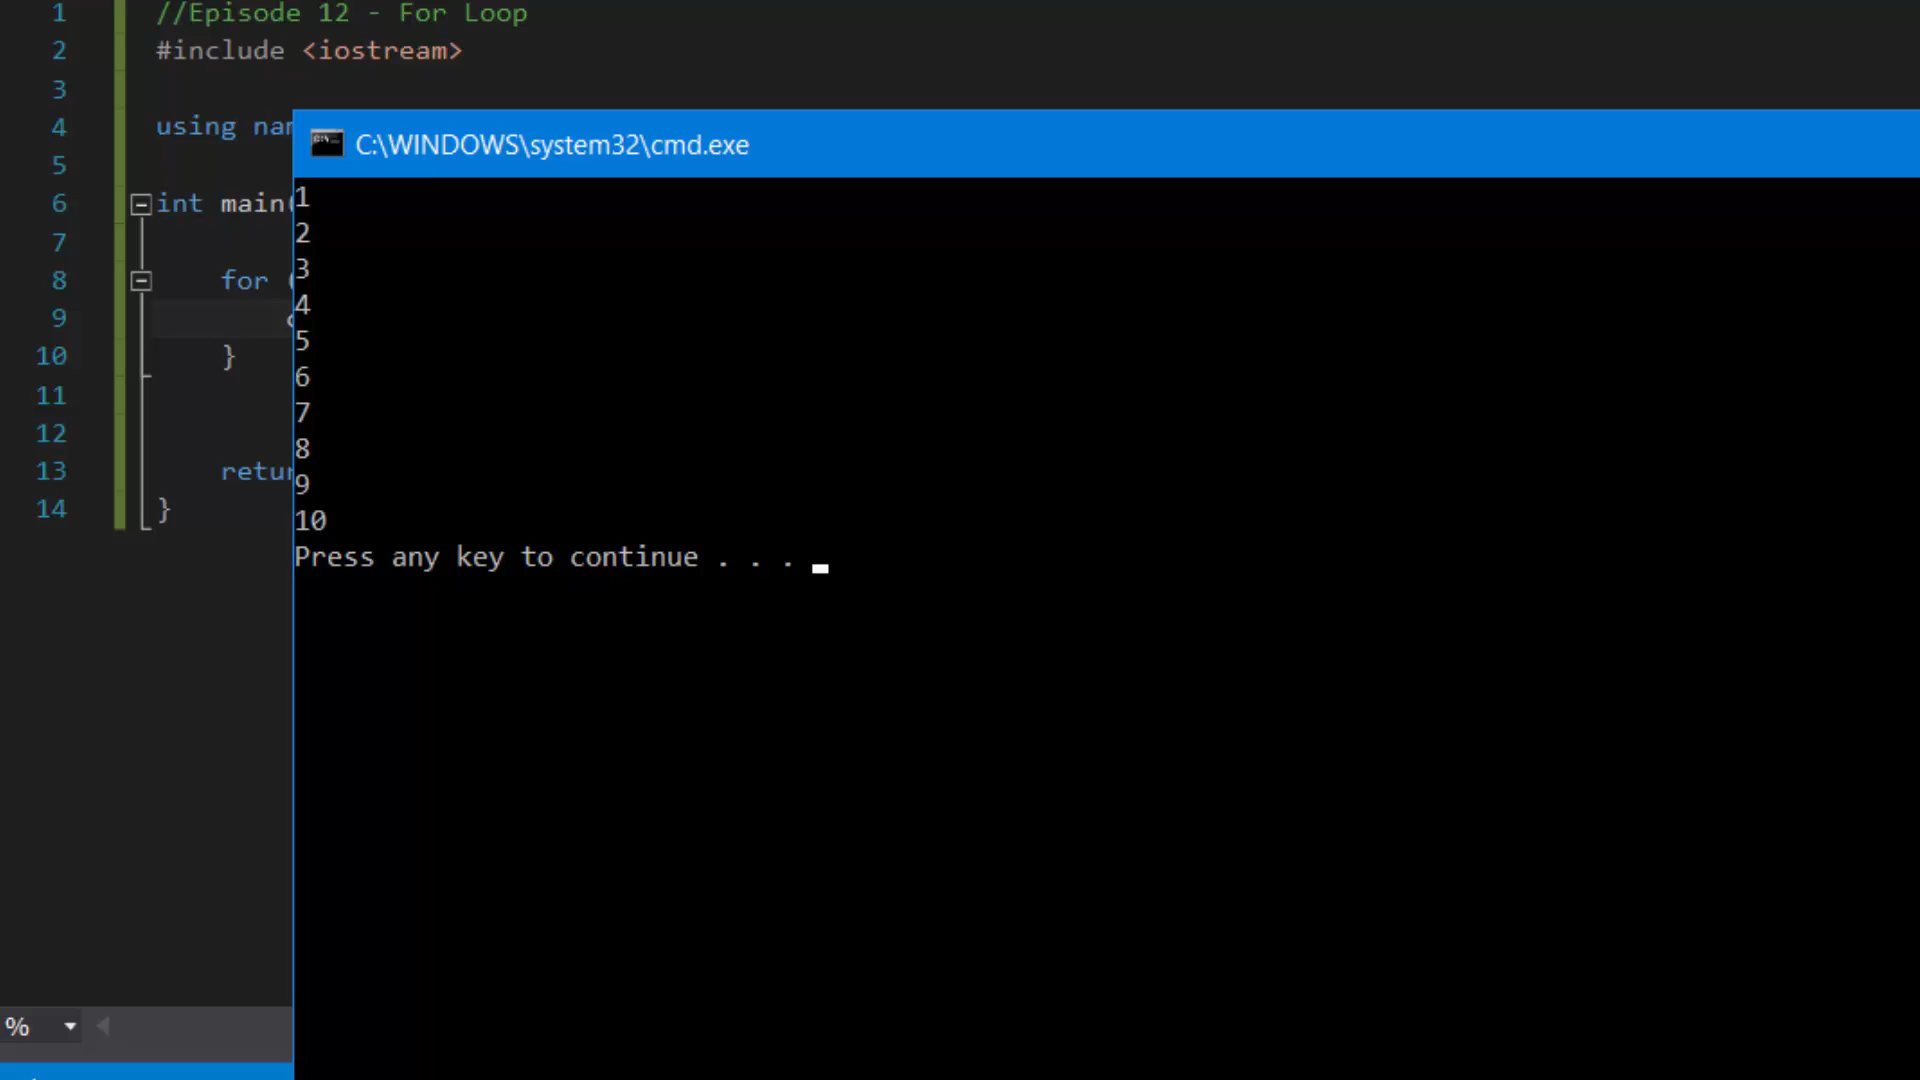 1 //Episode 12 - For Loop
2 #include <iostream>
3
4 using
5
6 int main(
7
8 for (
9
10 }
11
12
13
14 }
C:\WINDOWS\system32\cmd.exe
1
2
3
4
5
6
7
8
9
10
Press any key to continue . . .
%